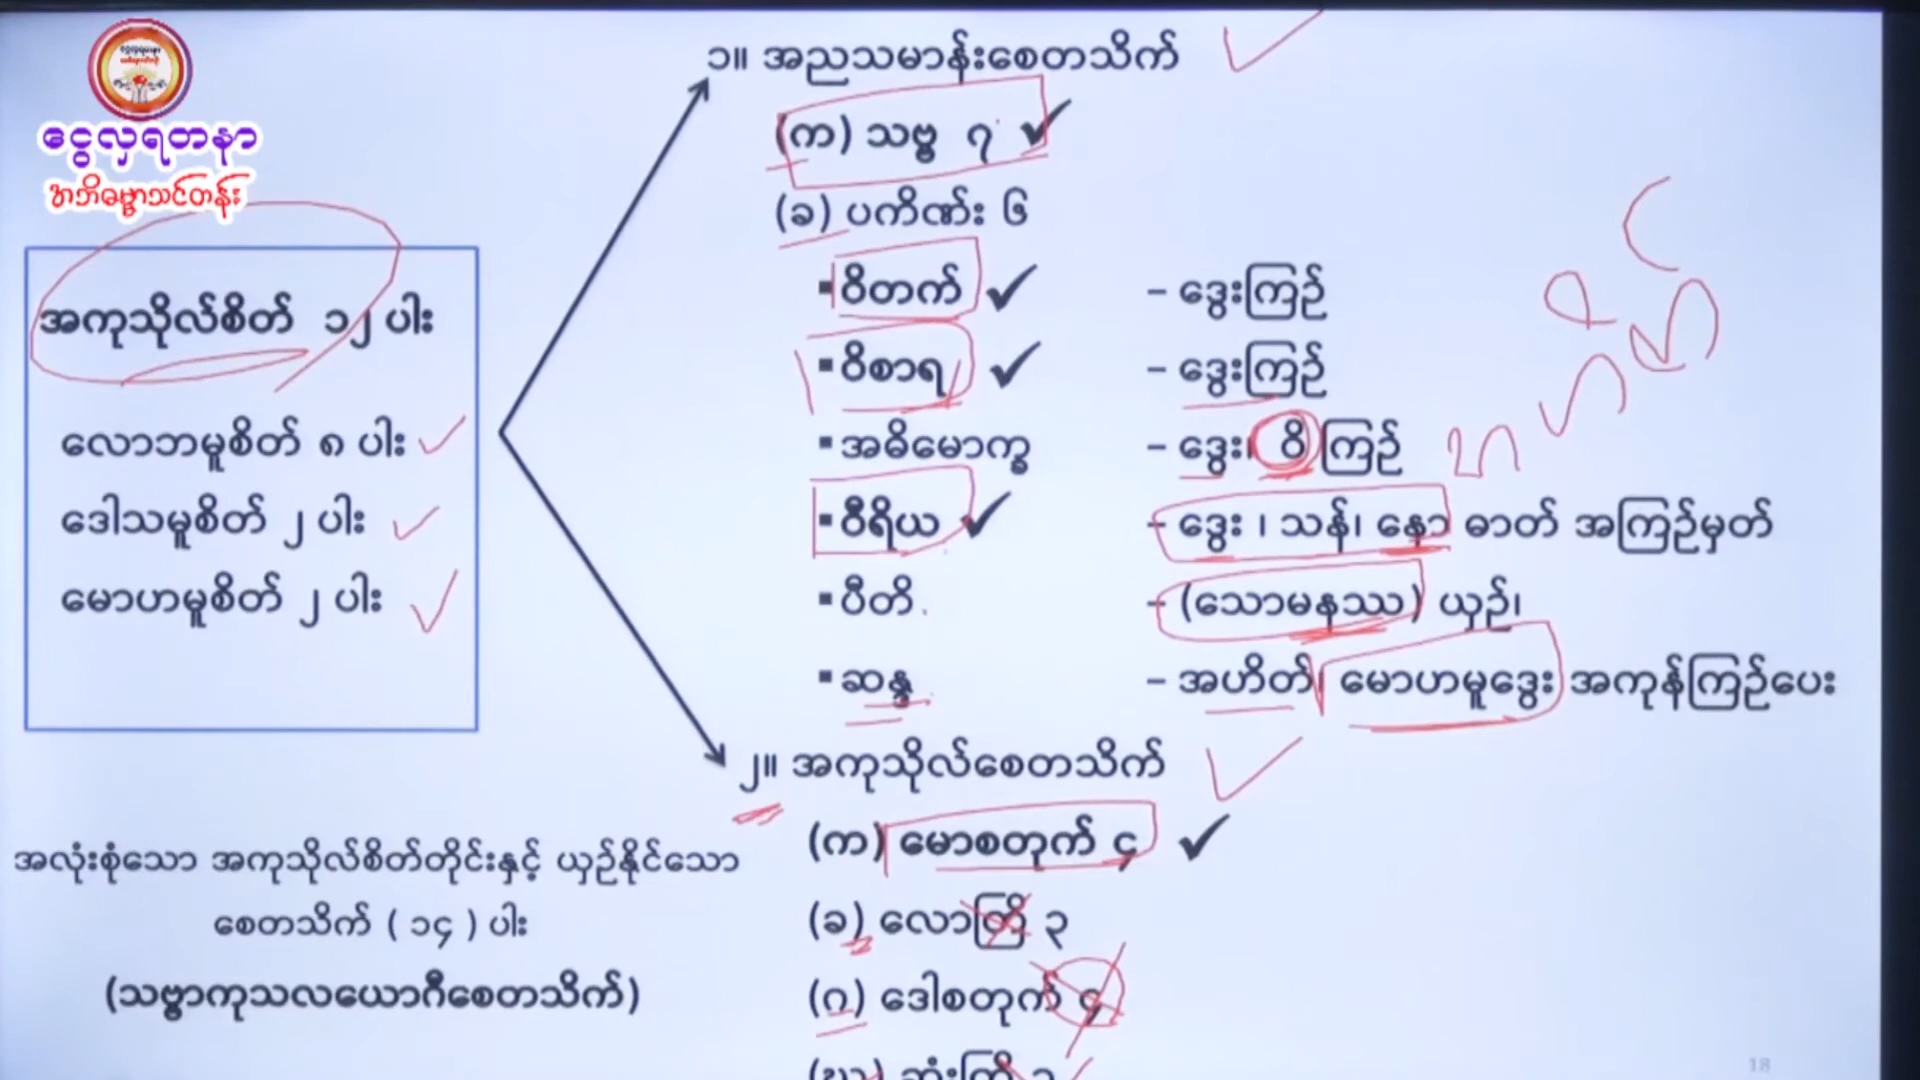 ငွေလှရတနာ
အဘိဓမ္မာသင်တန်း
အကုသိုလ်စိတ် ၁၂ ပါး
လောဘမူစိတ် ၈ ပါး
ဒေါသမူစိတ် ၂ ပါး
မောဟမူစိတ် ၂ ပါး
အလုံးစုံသော အကုသိုလ်စိတ်တိုင်းနှင့် ယှဉ်နိုင်သော
စေတသိက် ( ၁၄ ) ပါး
(သဗ္ဗာကုသလယောဂီစေတသိက်)
၁။ အညသမာန်းစေတသိက်
(က) သဗ္ဗ ၇ ✔
(ခ) ပကိဏ်း ၆
▪ ဝိတက် ✔ – ဒွေးကြဉ်
▪ ဝိစာရ ✔ – ဒွေးကြဉ်
▪ အဓိမောက္ခ – ဒွေး၊ ဝိ ကြဉ်
▪ ဝီရိယ ✔ – ဒွေး ၊ သန်၊ နော ဓာတ် အကြဉ်မှတ်
▪ ပီတိ – (သောမနဿ) ယှဉ်၊
▪ ဆန္ဒ – အဟိတ်၊ မောဟမူဒွေး အကုန်ကြဉ်ပေး
၂။ အကုသိုလ်စေတသိက်
(က) မောစတုက် ၄ ✔
(ခ) လောတြိ ၃
(ဂ) ဒေါစတုက် ၄
18